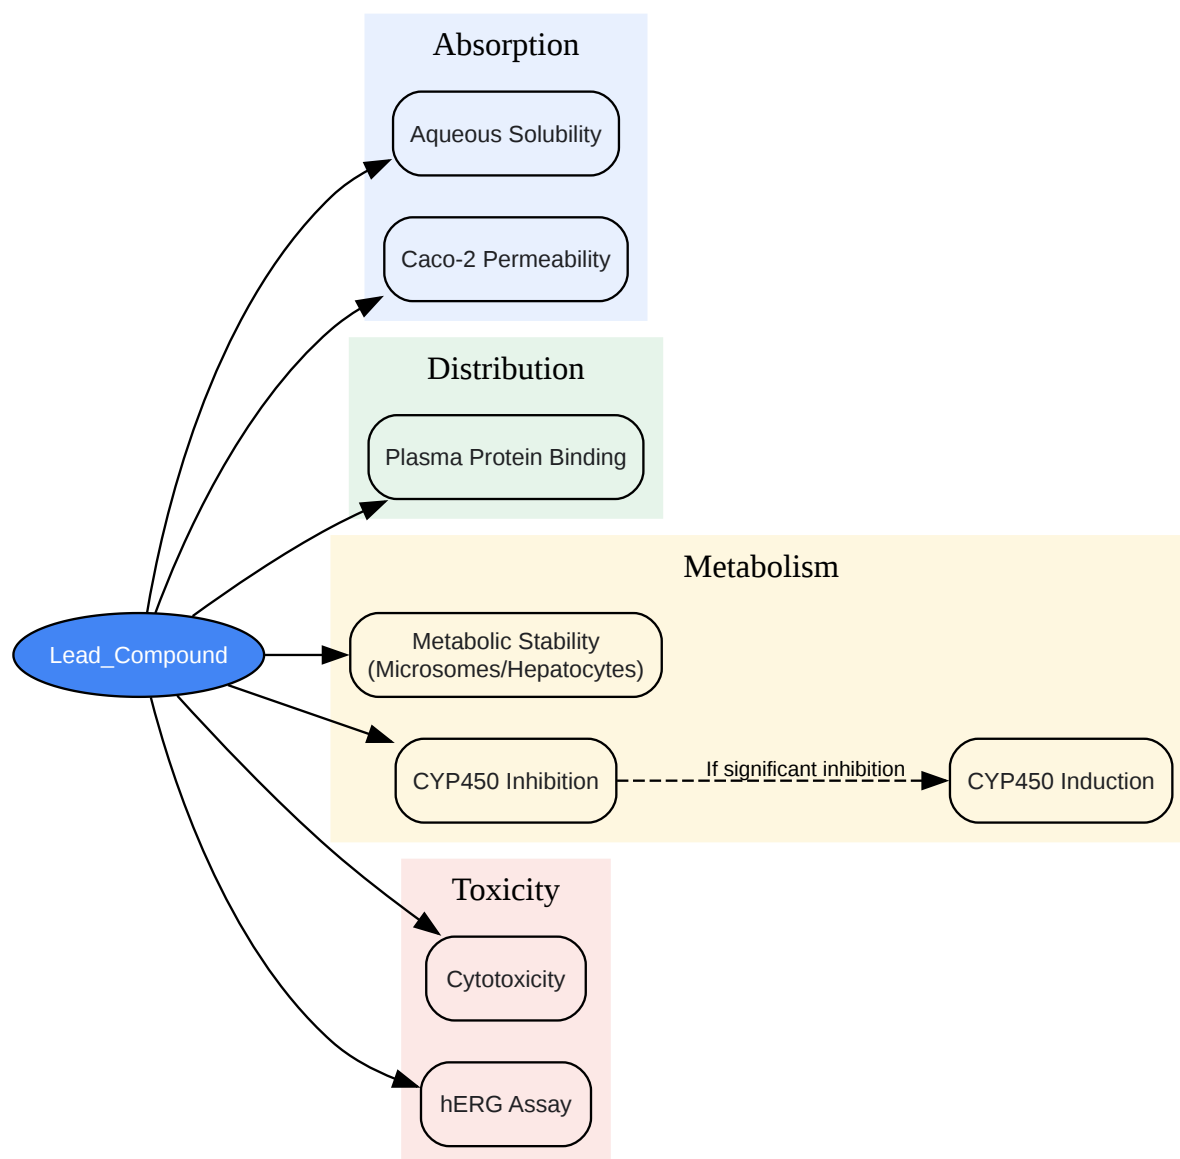 Absorption
Aqueous Solubility
Caco-2 Permeability
Distribution
Plasma Protein Binding
Metabolism
Lead_Compound
Metabolic Stability
(Microsomes/Hepatocytes)
CYP450 Inhibition
If significant inhibition
CYP450 Induction
Toxicity
Cytotoxicity
hERG Assay